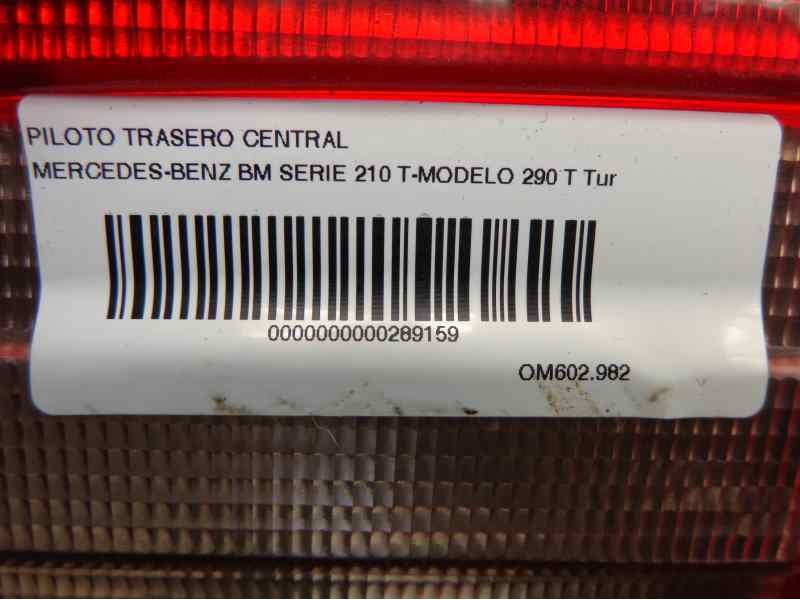 PILOTO TRASERO CENTRAL
MERCEDES-BENZ BM SERIE 210 T-MODELO 290 T Tur
0000000000289159
OM602.982